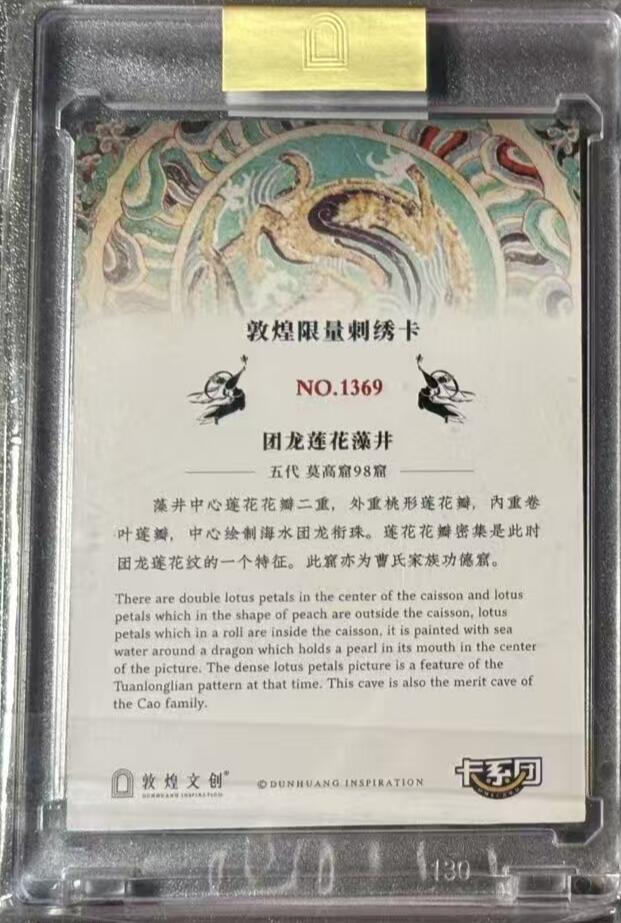 敦煌限量刺绣卡
NO.1369
团龙莲花藻井
五代 莫高窟98窟
藻井中心莲花花瓣二重，外重桃形莲花瓣，内重卷
叶莲瓣，中心绘制海水团龙衔珠。莲花花瓣密集是此时
团龙莲花纹的一个特征。此窟亦为曹氏家族功德窟。
There are double lotus petals in the center of the caisson and lotus
petals which in the shape of peach are outside the caisson, lotus
petals which in a roll are inside the caisson, it is painted with sea
water around a dragon which holds a pearl in its mouth in the center
of the picture. The dense lotus petals picture is a feature of the
Tuanlonglian pattern at that time. This cave is also the merit cave of
the Cao family.
敦煌文创®
DUNHUANG INSPIRATION
©DUNHUANG INSPIRATION
卡系团
130